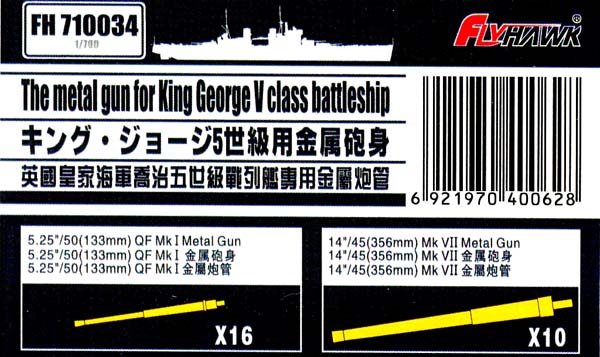 FH 710034
1/700
FLYHAWK ®
The metal gun for King George V class battleship
キング・ジョージ5世級用金属砲身
英國皇家海軍喬治五世級戰列艦專用金屬炮管
6 921970 400628
5.25"/50(133mm) QF Mk I Metal Gun
5.25"/50(133mm) QF Mk I 金属砲身
5.25"/50(133mm) QF Mk I 金屬炮管
X16
14"/45(356mm) Mk VII Metal Gun
14"/45(356mm) Mk VII 金属砲身
14"/45(356mm) Mk VII 金屬炮管
X10